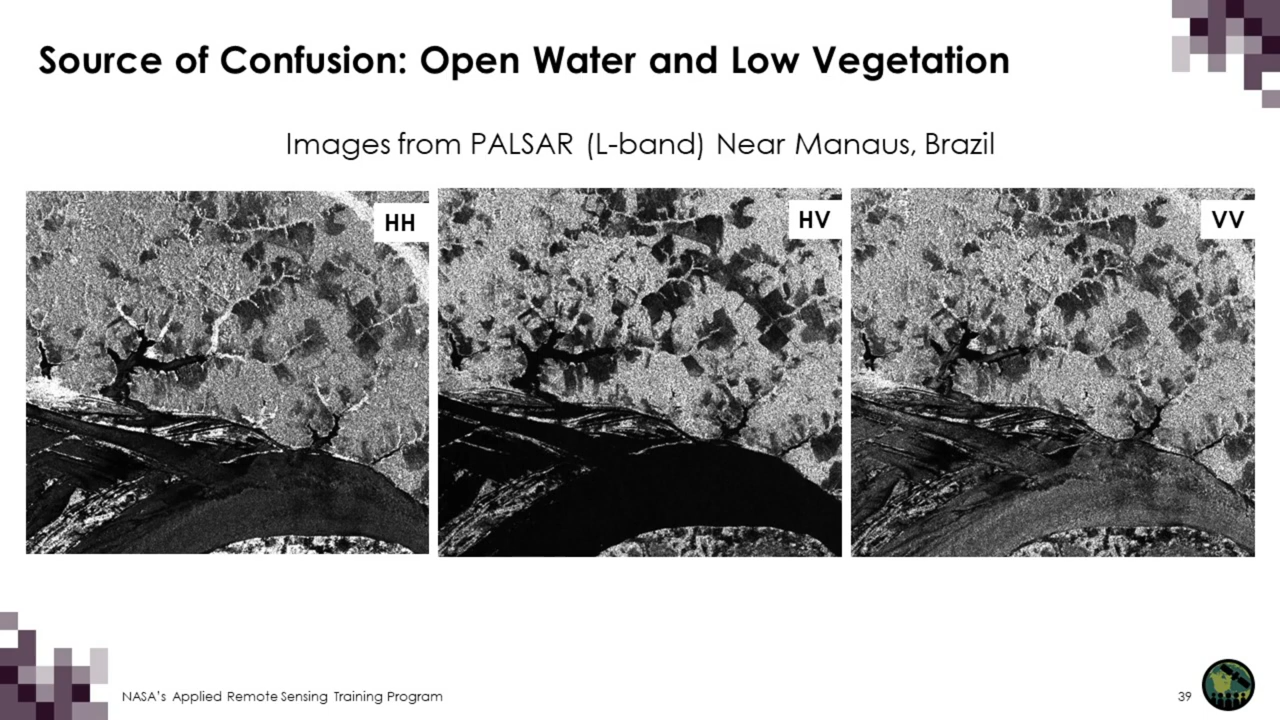 Source of Confusion: Open Water and Low Vegetation
Images from PALSAR (L-band) Near Manaus, Brazil
HH
HV
VV
NASA's Applied Remote Sensing Training Program
39